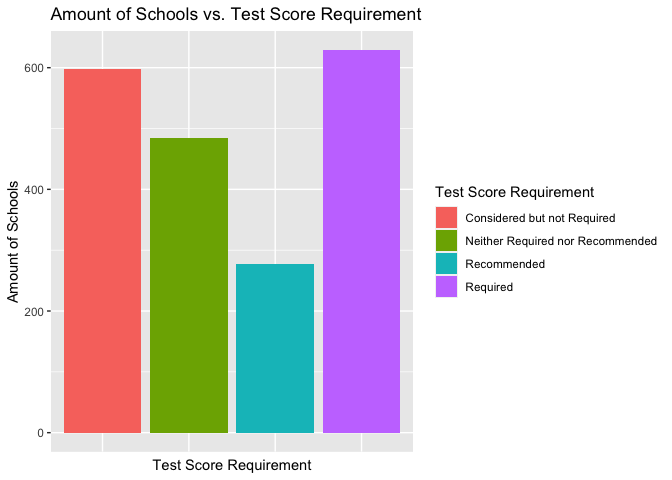 Amount of Schools vs. Test Score Requirement
600
400
200
0
Amount of Schools
Test Score Requirement
Test Score Requirement
Considered but not Required
Neither Required nor Recommended
Recommended
Required